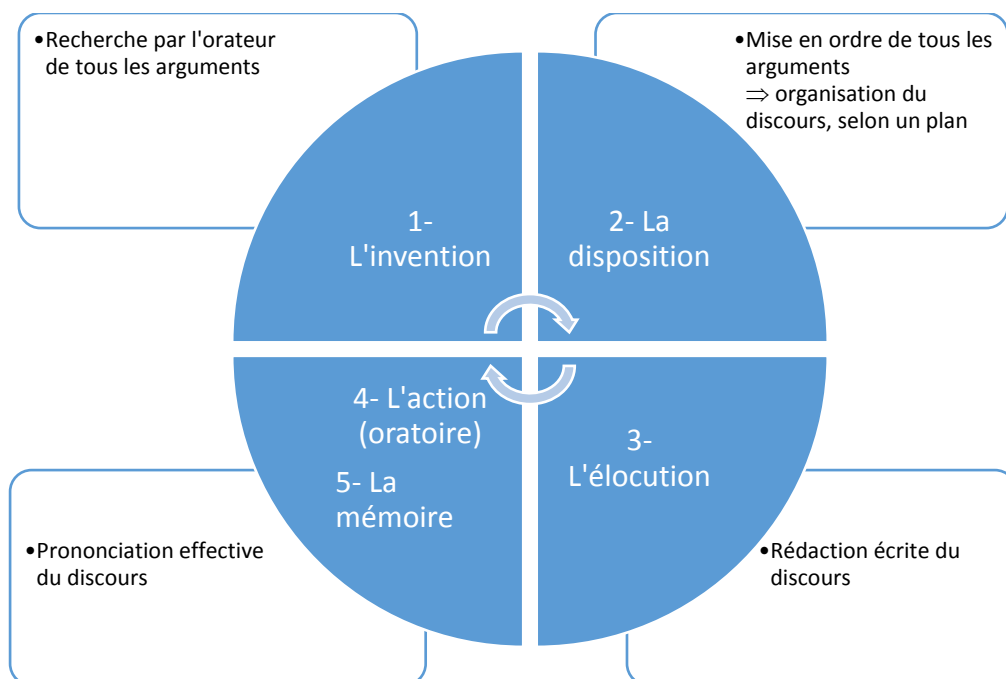 •Recherche par l'orateur
de tous les arguments
•Mise en ordre de tous les
arguments
⇒ organisation du
discours, selon un plan
1-
L'invention
2- La
disposition
4- L'action
(oratoire)
5- La
mémoire
3-
L'élocution
•Prononciation effective
du discours
•Rédaction écrite du
discours